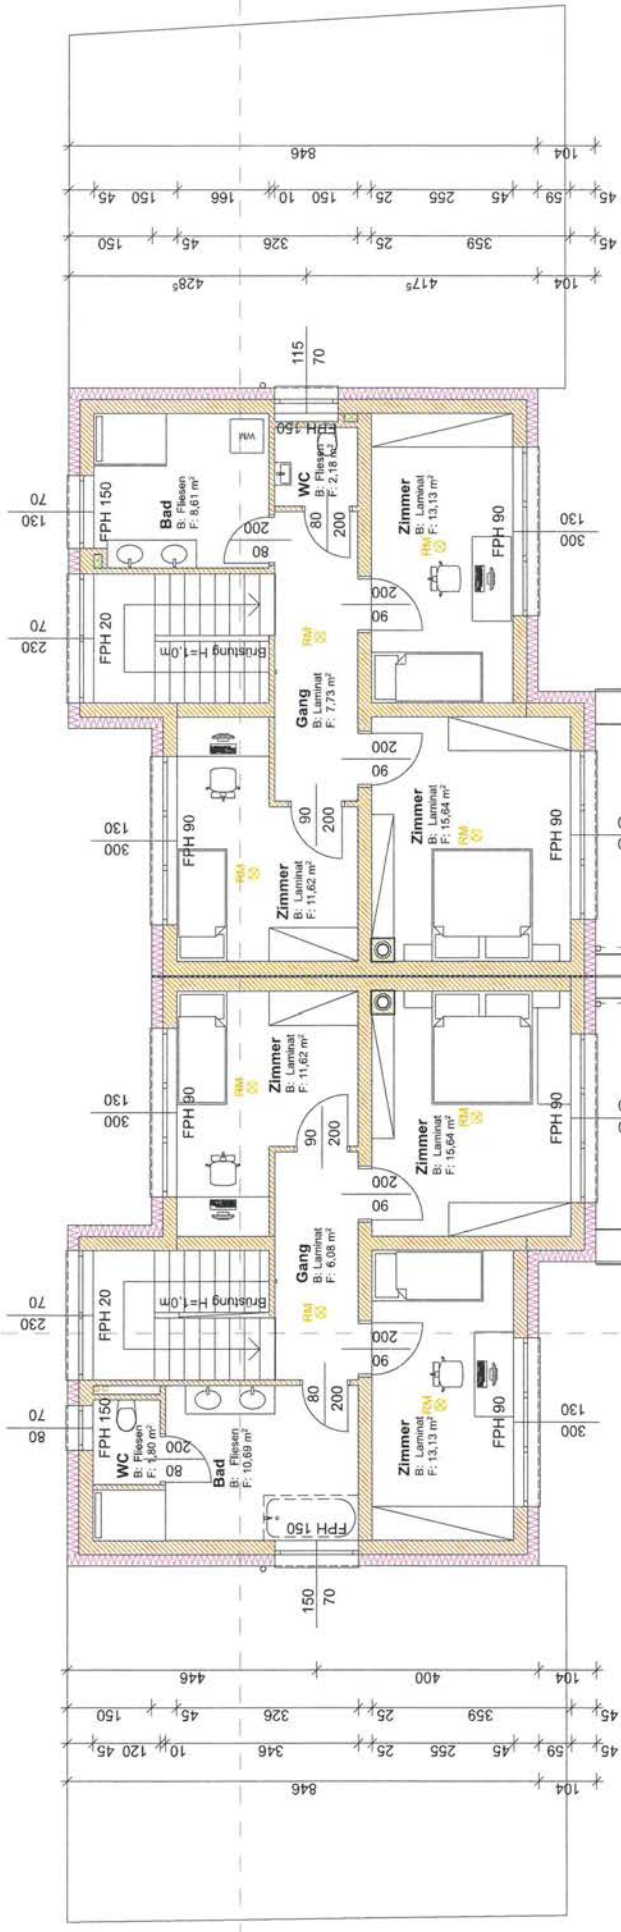 846
104
45
150
166
10
150
25
255
45
59
45
150
45
326
25
359
45
428⁵
417⁵
104
115
70
70
130
FPH 150
Bad
B: Fliesen
F: 8,61 m²
WM
80
200
FPH 150
WC
B: Fliesen
F: 2,18 m²
80
200
Zimmer
B: Laminat
F: 13,13 m²
RM
FPH 90
130
300
90
200
70
230
FPH 20
Brüstung H=1,0m
RM
Gang
B: Laminat
F: 7,73 m²
90
200
90
200
130
300
FPH 90
RM
Zimmer
B: Laminat
F: 11,62 m²
Zimmer
B: Laminat
F: 15,64 m²
RM
FPH 90
130
300
FPH 90
RM
Zimmer
B: Laminat
F: 11,62 m²
90
200
Zimmer
B: Laminat
F: 15,64 m²
RM
FPH 90
90
200
70
230
FPH 20
Brüstung H=1,0m
Gang
B: Laminat
F: 6,08 m²
RM
90
200
80
200
70
80
FPH 150
WC
B: Fliesen
F: 1,80 m²
80
200
Bad
B: Fliesen
F: 10,69 m²
FPH 150
Zimmer
B: Laminat
F: 13,13 m²
RM
FPH 90
130
300
150
70
446
400
104
150
45
326
25
359
45
45
120
10
346
25
255
45
59
45
846
104